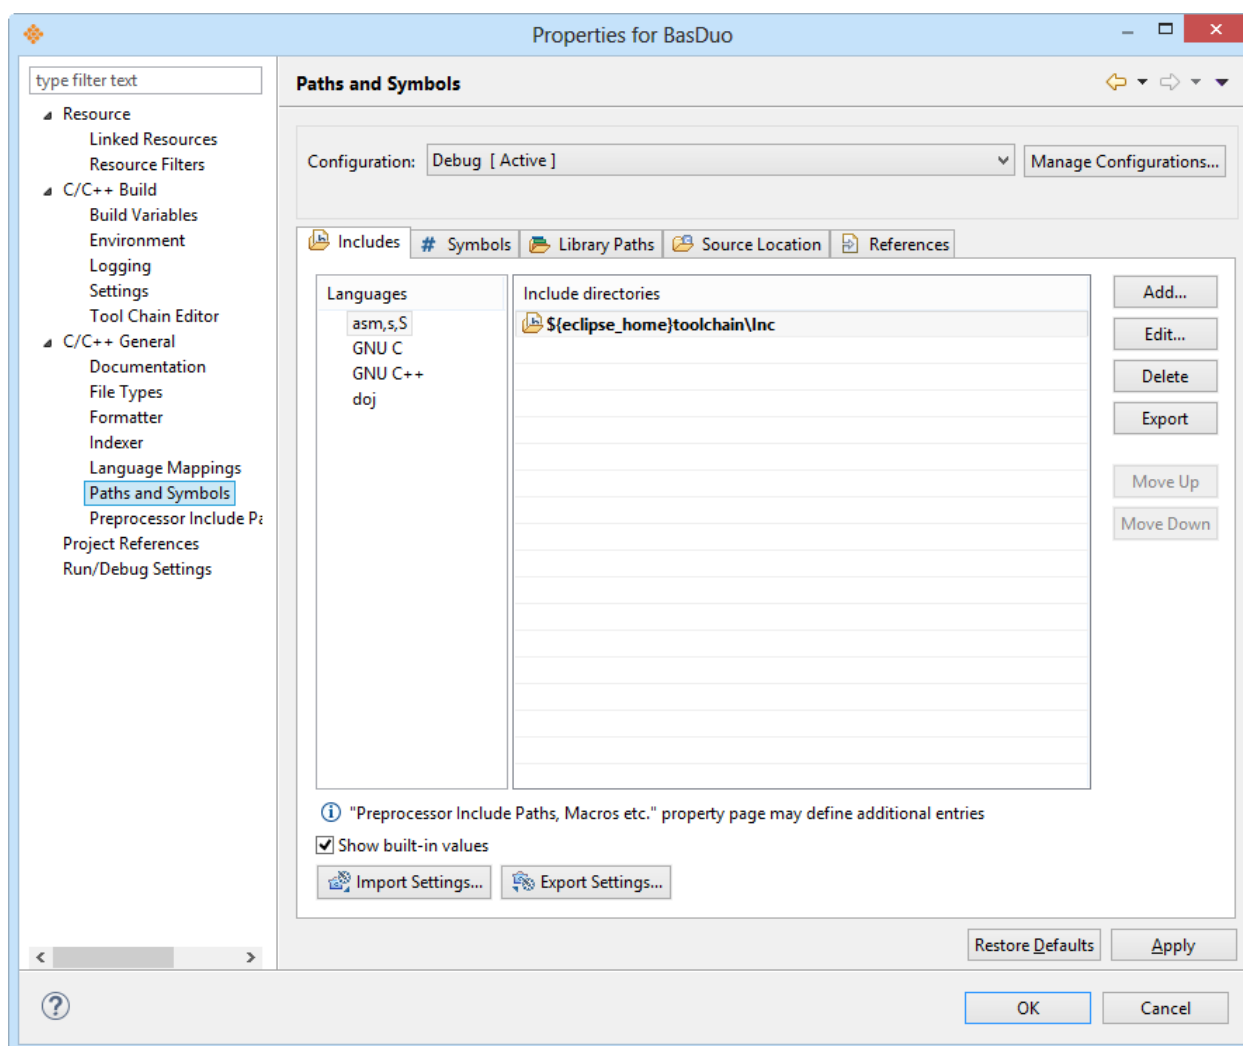 Properties for BasDuo
type filter text
Resource
Linked Resources
Resource Filters
C/C++ Build
Build Variables
Environment
Logging
Settings
Tool Chain Editor
C/C++ General
Documentation
File Types
Formatter
Indexer
Language Mappings
Paths and Symbols
Preprocessor Include Pa
Project References
Run/Debug Settings
Paths and Symbols
Configuration: Debug [ Active ] Manage Configurations...
Includes # Symbols Library Paths Source Location References
Languages
asm,s,S
GNU C
GNU C++
doj
Include directories
${eclipse_home}toolchain\Inc
Add...
Edit...
Delete
Export
Move Up
Move Down
"Preprocessor Include Paths, Macros etc." property page may define additional entries
Show built-in values
Import Settings... Export Settings...
Restore Defaults Apply
? OK Cancel